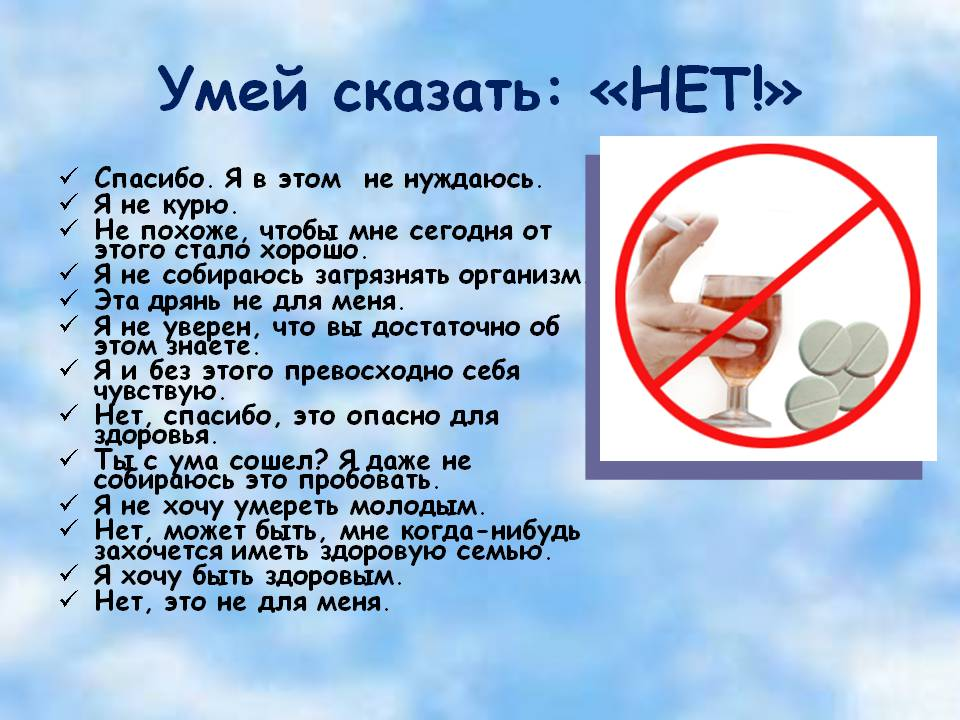 Умей сказать: «НЕТ!»
✓ Спасибо. Я в этом не нуждаюсь.
✓ Я не курю.
✓ Не похоже, чтобы мне сегодня от
этого стало хорошо.
✓ Я не собираюсь загрязнять организм
✓ Эта дрянь не для меня.
✓ Я не уверен, что вы достаточно об
этом знаете.
✓ Я и без этого превосходно себя
чувствую.
✓ Нет, спасибо, это опасно для
здоровья.
✓ Ты с ума сошел? Я даже не
собираюсь это пробовать.
✓ Я не хочу умереть молодым.
✓ Нет, может быть, мне когда-нибудь
захочется иметь здоровую семью.
✓ Я хочу быть здоровым.
✓ Нет, это не для меня.